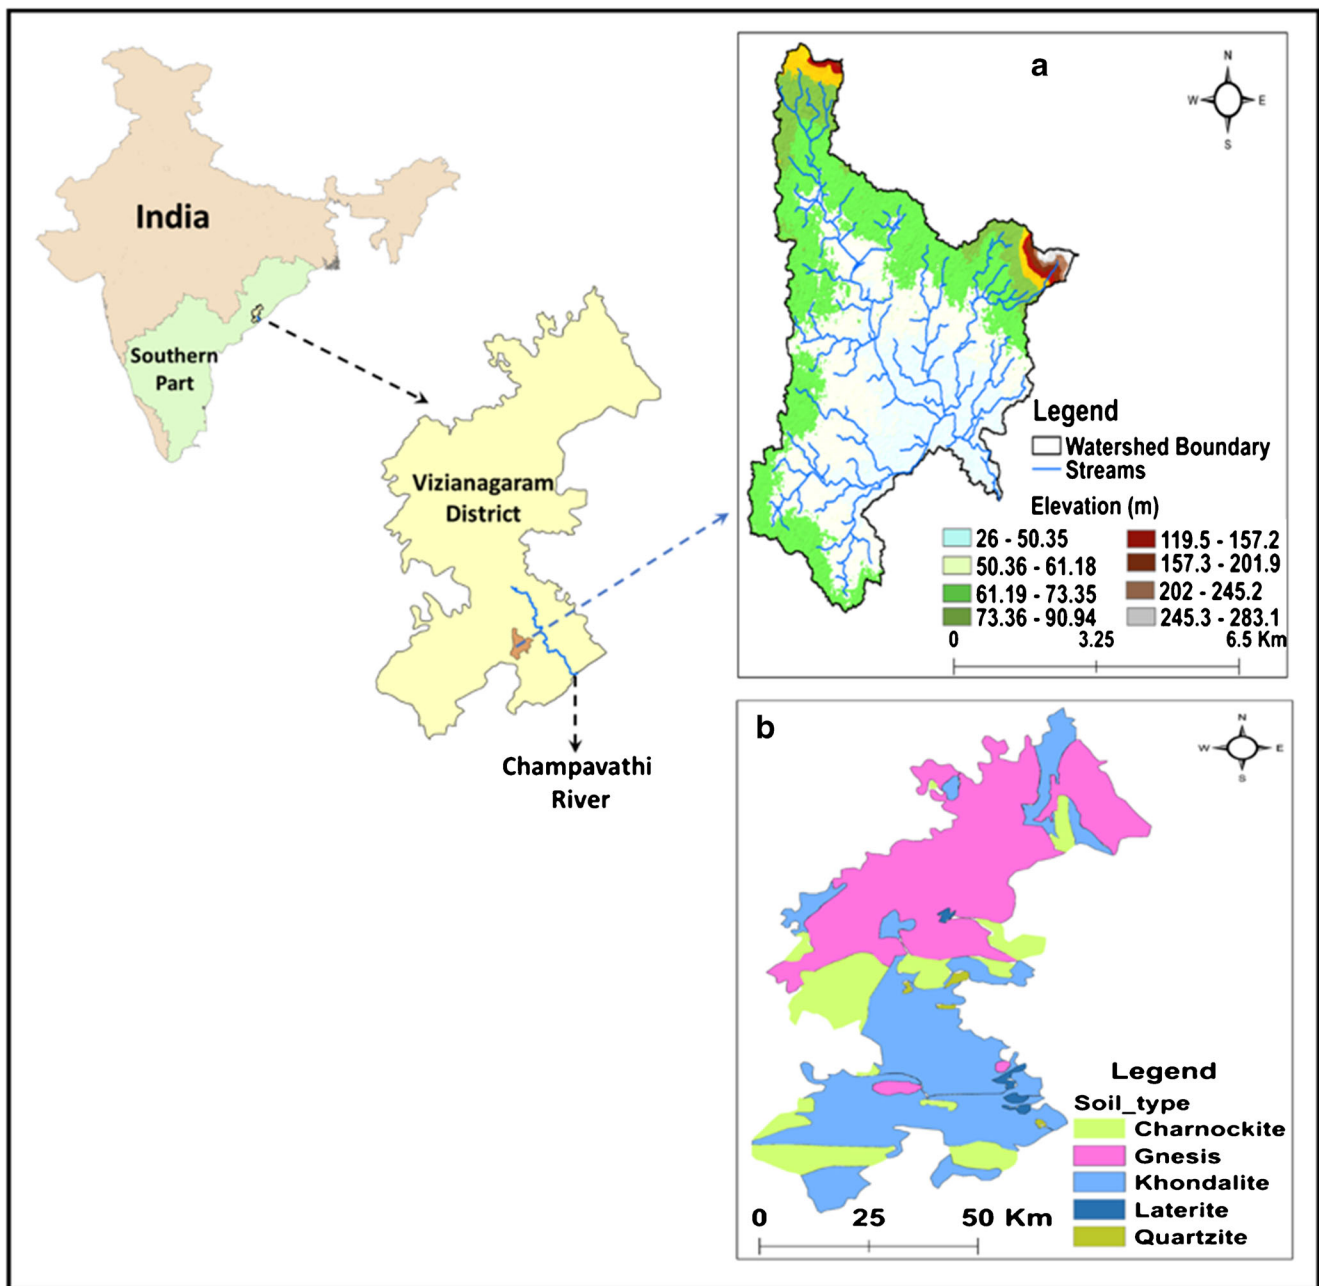 India
Southern
Part
Vizianagaram
District
Champavathi
River
a
N
W
E
S
Legend
Watershed Boundary
Streams
Elevation (m)
26 - 50.35
50.36 - 61.18
61.19 - 73.35
73.36 - 90.94
119.5 - 157.2
157.3 - 201.9
202 - 245.2
245.3 - 283.1
0 3.25 6.5 Km
b
N
W
E
S
Legend
Soil_type
Charnockite
Gnesis
Khondalite
Laterite
Quartzite
0 25 50 Km